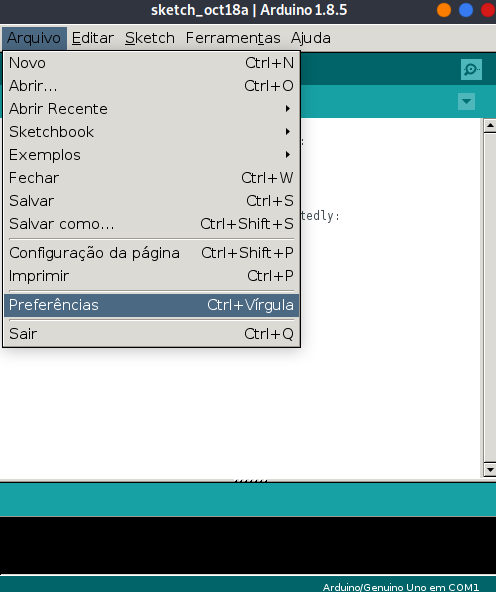 sketch_oct18a | Arduino 1.8.5
Arquivo Editar Sketch Ferramentas Ajuda
Novo Ctrl+N
Abrir... Ctrl+O
Abrir Recente
Sketchbook
Exemplos
Fechar Ctrl+W
Salvar Ctrl+S
Salvar como... Ctrl+Shift+S
Configuração da página Ctrl+Shift+P
Imprimir Ctrl+P
Preferências Ctrl+Vírgula
Sair Ctrl+Q
:
tedly:
Arduino/Genuino Uno em COM1